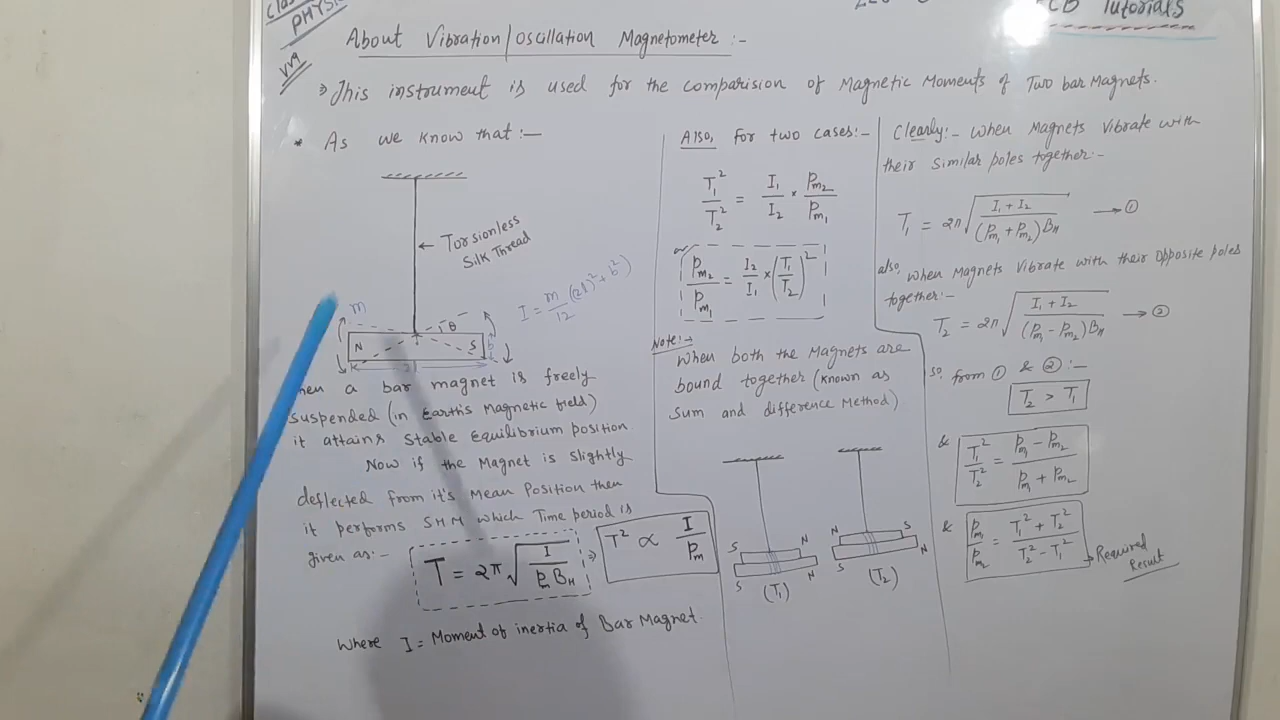 PHYSI
CB Tutorials
VVI
About Vibration/Oscillation Magnetometer :-
This instrument is used for the comparision of Magnetic Moments of Two bar Magnets.
* As we know that :-
← Torsionless
Silk Thread
m
θ
I = m/12 (2l)² + b²)
N S
b
2l
a bar magnet is freely
suspended (in Earth's Magnetic field)
it attains Stable Equilibrium position.
Now if the Magnet is slightly
deflected from it's Mean Position then
it performs SHM which Time period is
given as:-
T = 2π √(I / Pm BH) ⇒ T² ∝ I / Pm
Where I = Moment of inertia of Bar Magnet.
Also, for two cases:-
T₁² / T₂² = I₁ / I₂ × Pm₂ / Pm₁
or
Pm₂ / Pm₁ = I₂ / I₁ × (T₁ / T₂)²
Note:→
When both the Magnets are
bound together (known as
Sum and difference Method)
S N
S N
(T₁)
N S
S N
(T₂)
Clearly:- When Magnets Vibrate with
their Similar poles together:-
T₁ = 2π √(I₁ + I₂ / (Pm₁ + Pm₂) BH) → ①
also, When Magnets Vibrate with their Opposite poles
together:-
T₂ = 2π √(I₁ + I₂ / (Pm₁ - Pm₂) BH) → ②
So, from ① & ② :-
T₂ > T₁
& T₁² / T₂² = Pm₁ - Pm₂ / Pm₁ + Pm₂
& Pm₁ / Pm₂ = T₁² + T₂² / T₂² - T₁² → Required
Result